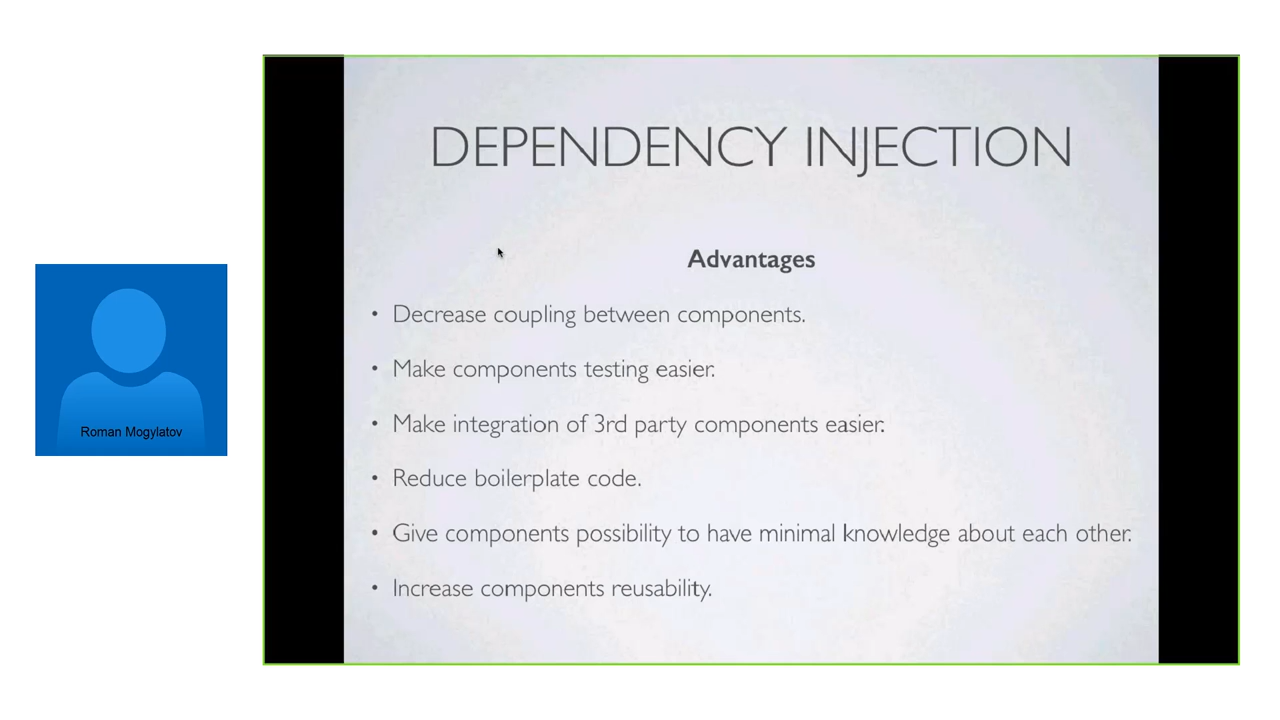 DEPENDENCY INJECTION
Advantages
• Decrease coupling between components.
• Make components testing easier.
• Make integration of 3rd party components easier.
• Reduce boilerplate code.
• Give components possibility to have minimal knowledge about each other.
• Increase components reusability.
Roman Mogylatov